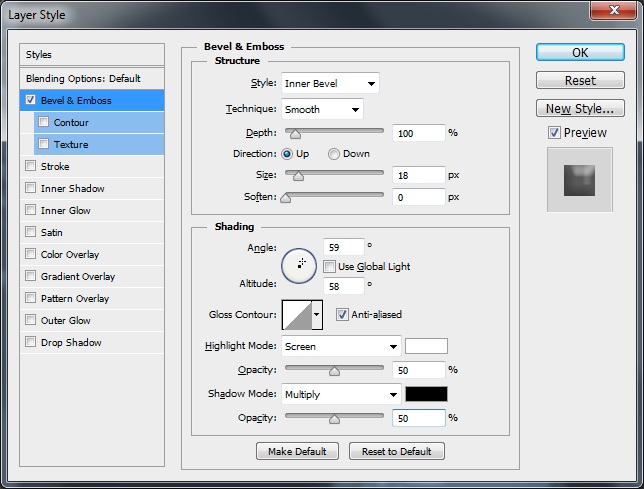 Layer Style
Styles
Blending Options: Default
Bevel & Emboss
Contour
Texture
Stroke
Inner Shadow
Inner Glow
Satin
Color Overlay
Gradient Overlay
Pattern Overlay
Outer Glow
Drop Shadow
Bevel & Emboss
Structure
Style: Inner Bevel
Technique: Smooth
Depth: 100 %
Direction: Up Down
Size: 18 px
Soften: 0 px
Shading
Angle: 59 °
Use Global Light
Altitude: 58 °
Gloss Contour: Anti-aliased
Highlight Mode: Screen
Opacity: 50 %
Shadow Mode: Multiply
Opacity: 50 %
Make Default Reset to Default
OK
Reset
New Style...
Preview